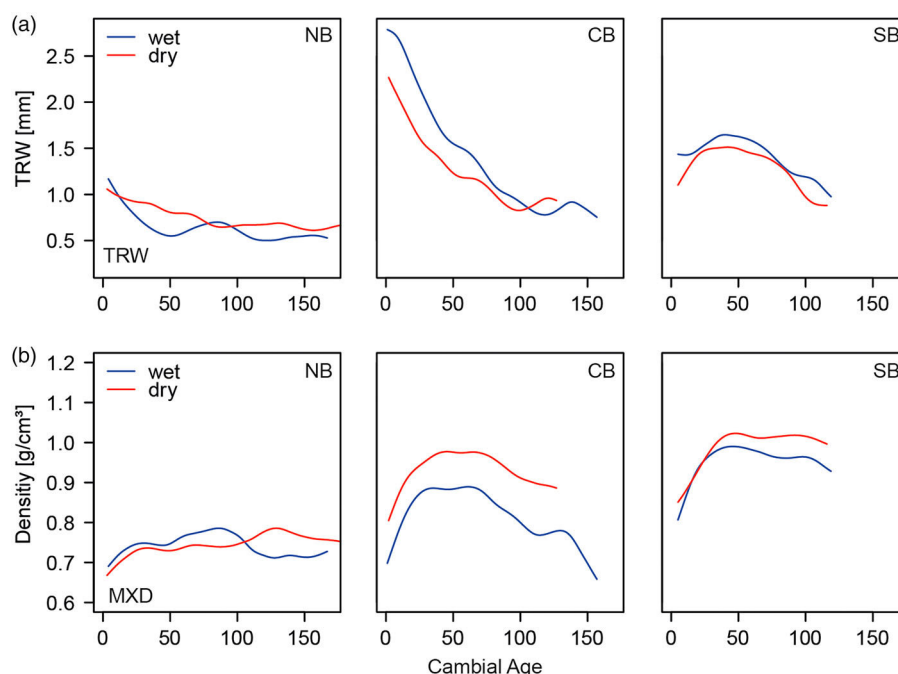 (a)
wet
dry
NB
CB
SB
TRW [mm]
2.5
2.0
1.5
1.0
0.5
TRW
0 50 100 150
0 50 100 150
0 50 100 150
(b)
wet
dry
NB
CB
SB
Densitiy [g/cm³]
1.2
1.1
1.0
0.9
0.8
0.7
0.6
MXD
0 50 100 150
0 50 100 150
0 50 100 150
Cambial Age